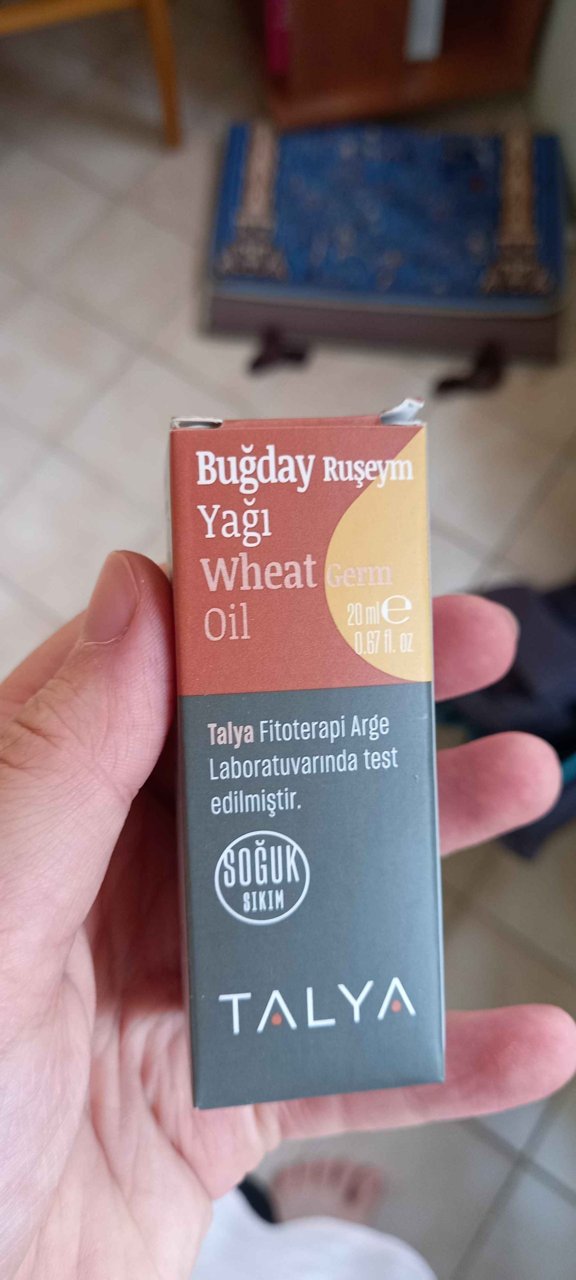 Buğday Ruşeym
Yağı
Wheat Germ
Oil
20 ml e
0.67 fl. oz
Talya Fitoterapi Arge
Laboratuvarında test
edilmiştir.
SOĞUK
SIKIM
TALYA